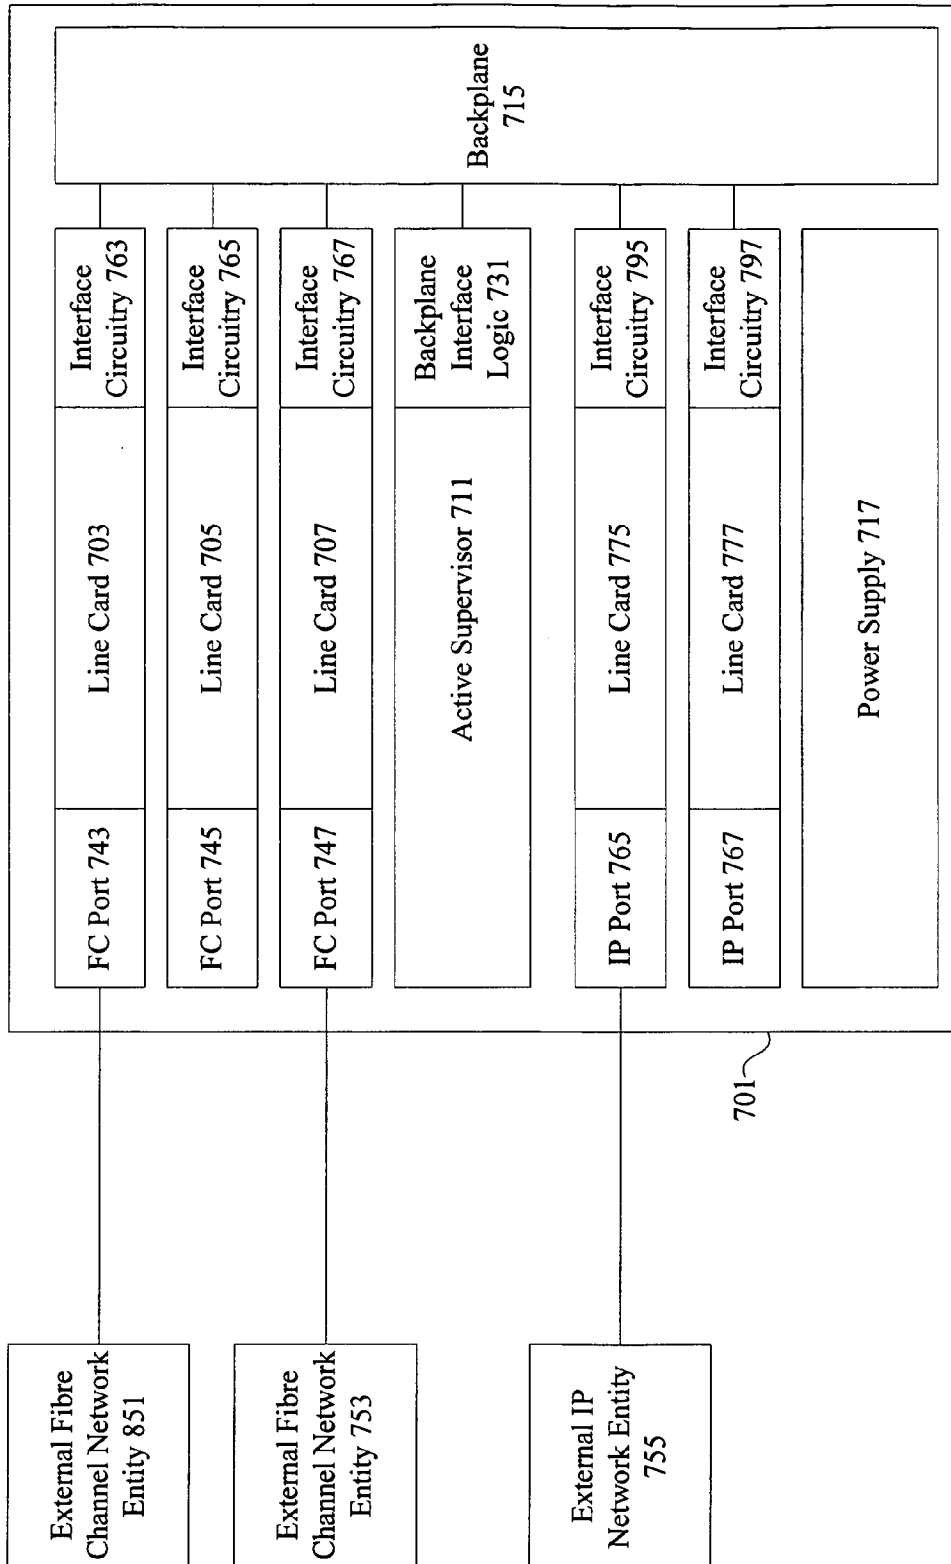 Backplane
715
Interface
Circuitry 763
Line Card 703
FC Port 743
Interface
Circuitry 765
Line Card 705
FC Port 745
Interface
Circuitry 767
Line Card 707
FC Port 747
Backplane
Interface
Logic 731
Active Supervisor 711
Interface
Circuitry 795
Line Card 775
IP Port 765
Interface
Circuitry 797
Line Card 777
IP Port 767
Power Supply 717
701
External Fibre
Channel Network
Entity 851
External Fibre
Channel Network
Entity 753
External IP
Network Entity
755